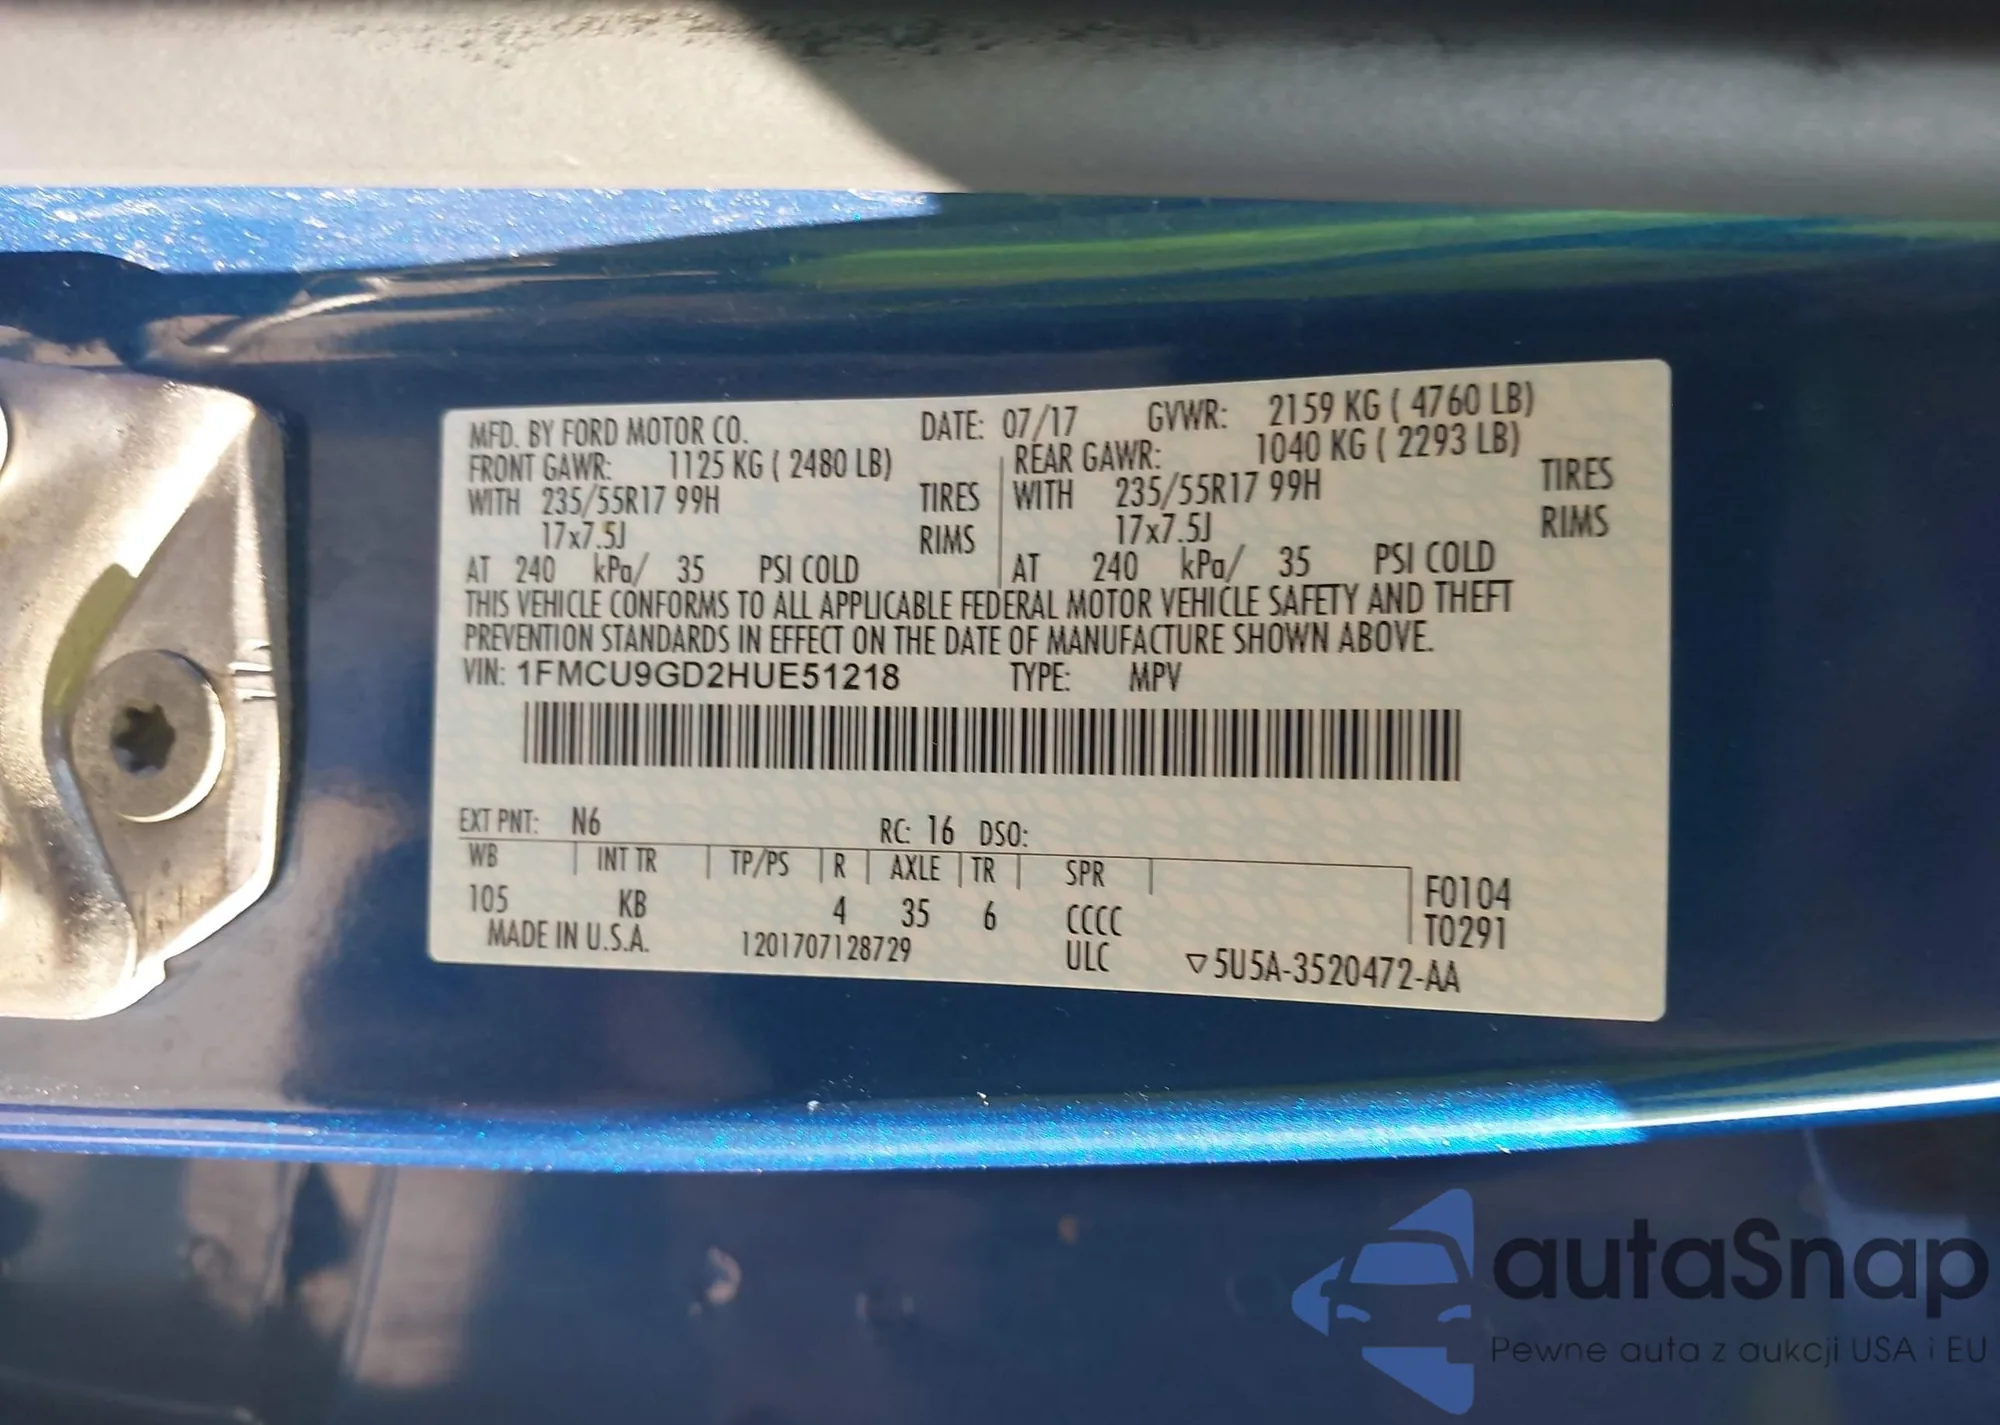 MFD. BY FORD MOTOR CO. DATE: 07/17 GVWR: 2159 KG ( 4760 LB)
FRONT GAWR: 1125 KG ( 2480 LB) REAR GAWR: 1040 KG ( 2293 LB)
WITH 235/55R17 99H TIRES WITH 235/55R17 99H TIRES
17x7.5J RIMS 17x7.5J RIMS
AT 240 kPa/ 35 PSI COLD AT 240 kPa/ 35 PSI COLD
THIS VEHICLE CONFORMS TO ALL APPLICABLE FEDERAL MOTOR VEHICLE SAFETY AND THEFT
PREVENTION STANDARDS IN EFFECT ON THE DATE OF MANUFACTURE SHOWN ABOVE.
VIN: 1FMCU9GD2HUE51218 TYPE: MPV
EXT PNT: N6 RC: 16 DSO:
WB INT TR TP/PS R AXLE TR SPR F0104
105 KB 4 35 6 CCCC T0291
MADE IN U.S.A. 1201707128729 ULC ▽5U5A-3520472-AA
autaSnap
Pewne auta z aukcji USA i EU